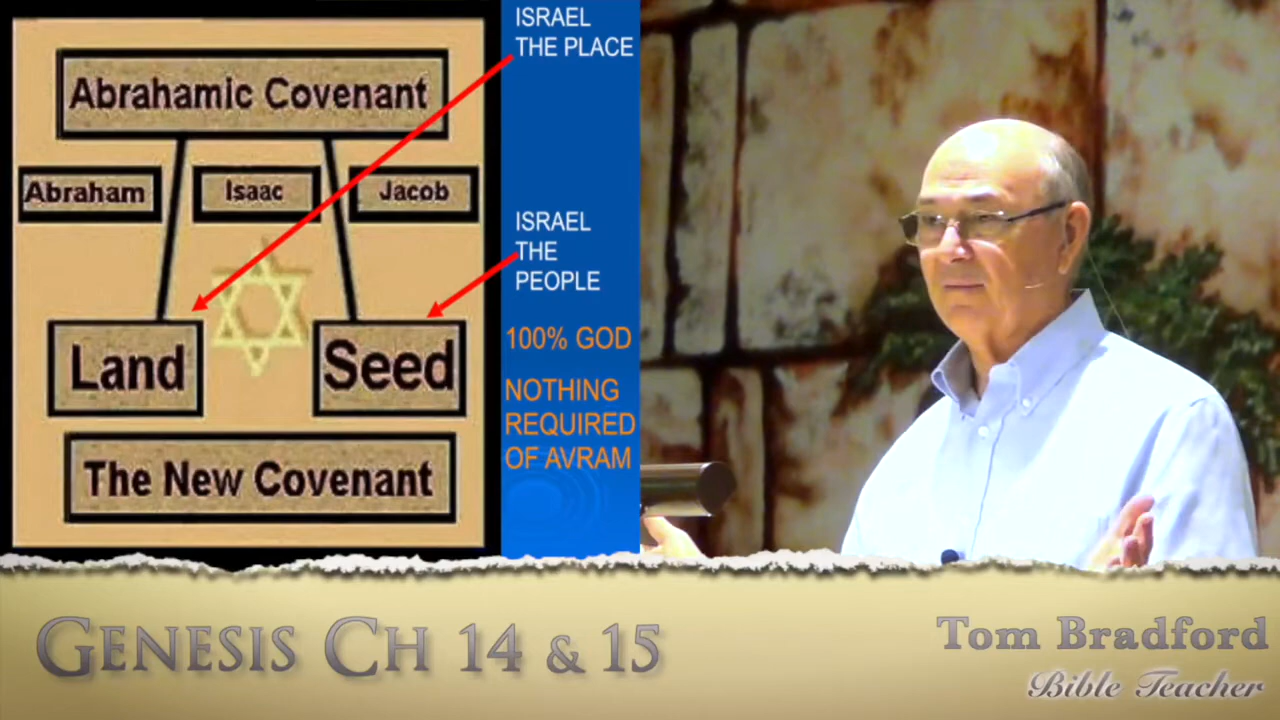 Abrahamic Covenant
Abraham
Isaac
Jacob
Land
Seed
The New Covenant
ISRAEL
THE PLACE
ISRAEL
THE
PEOPLE
100% GOD
NOTHING
REQUIRED
OF AVRAM
GENESIS CH 14 & 15
Tom Bradford
Bible Teacher